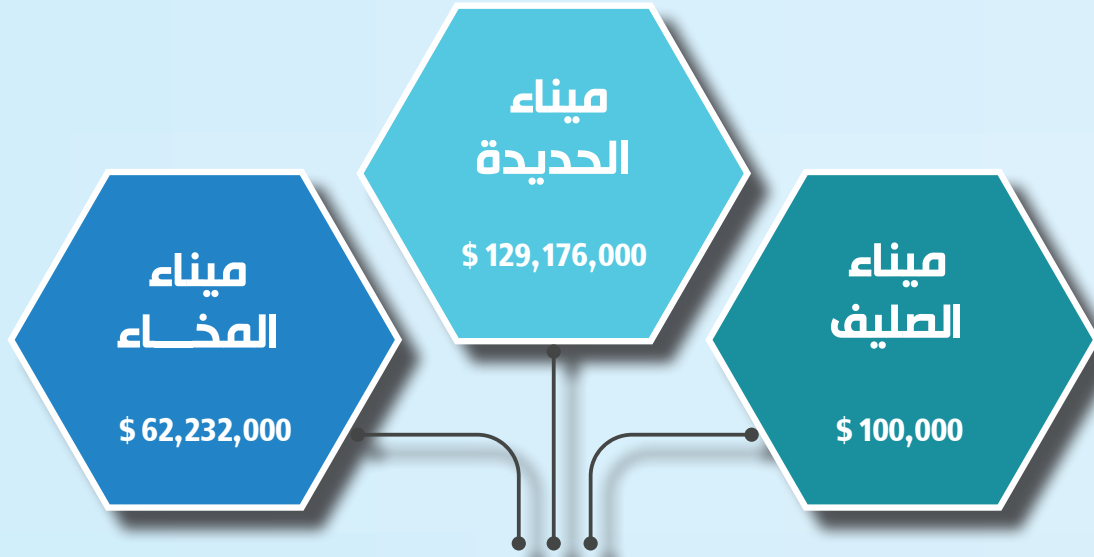 ميناء
الحديدة
$ 129,176,000
ميناء
الصليف
$ 100,000
ميناء
المخــاء
$ 62,232,000